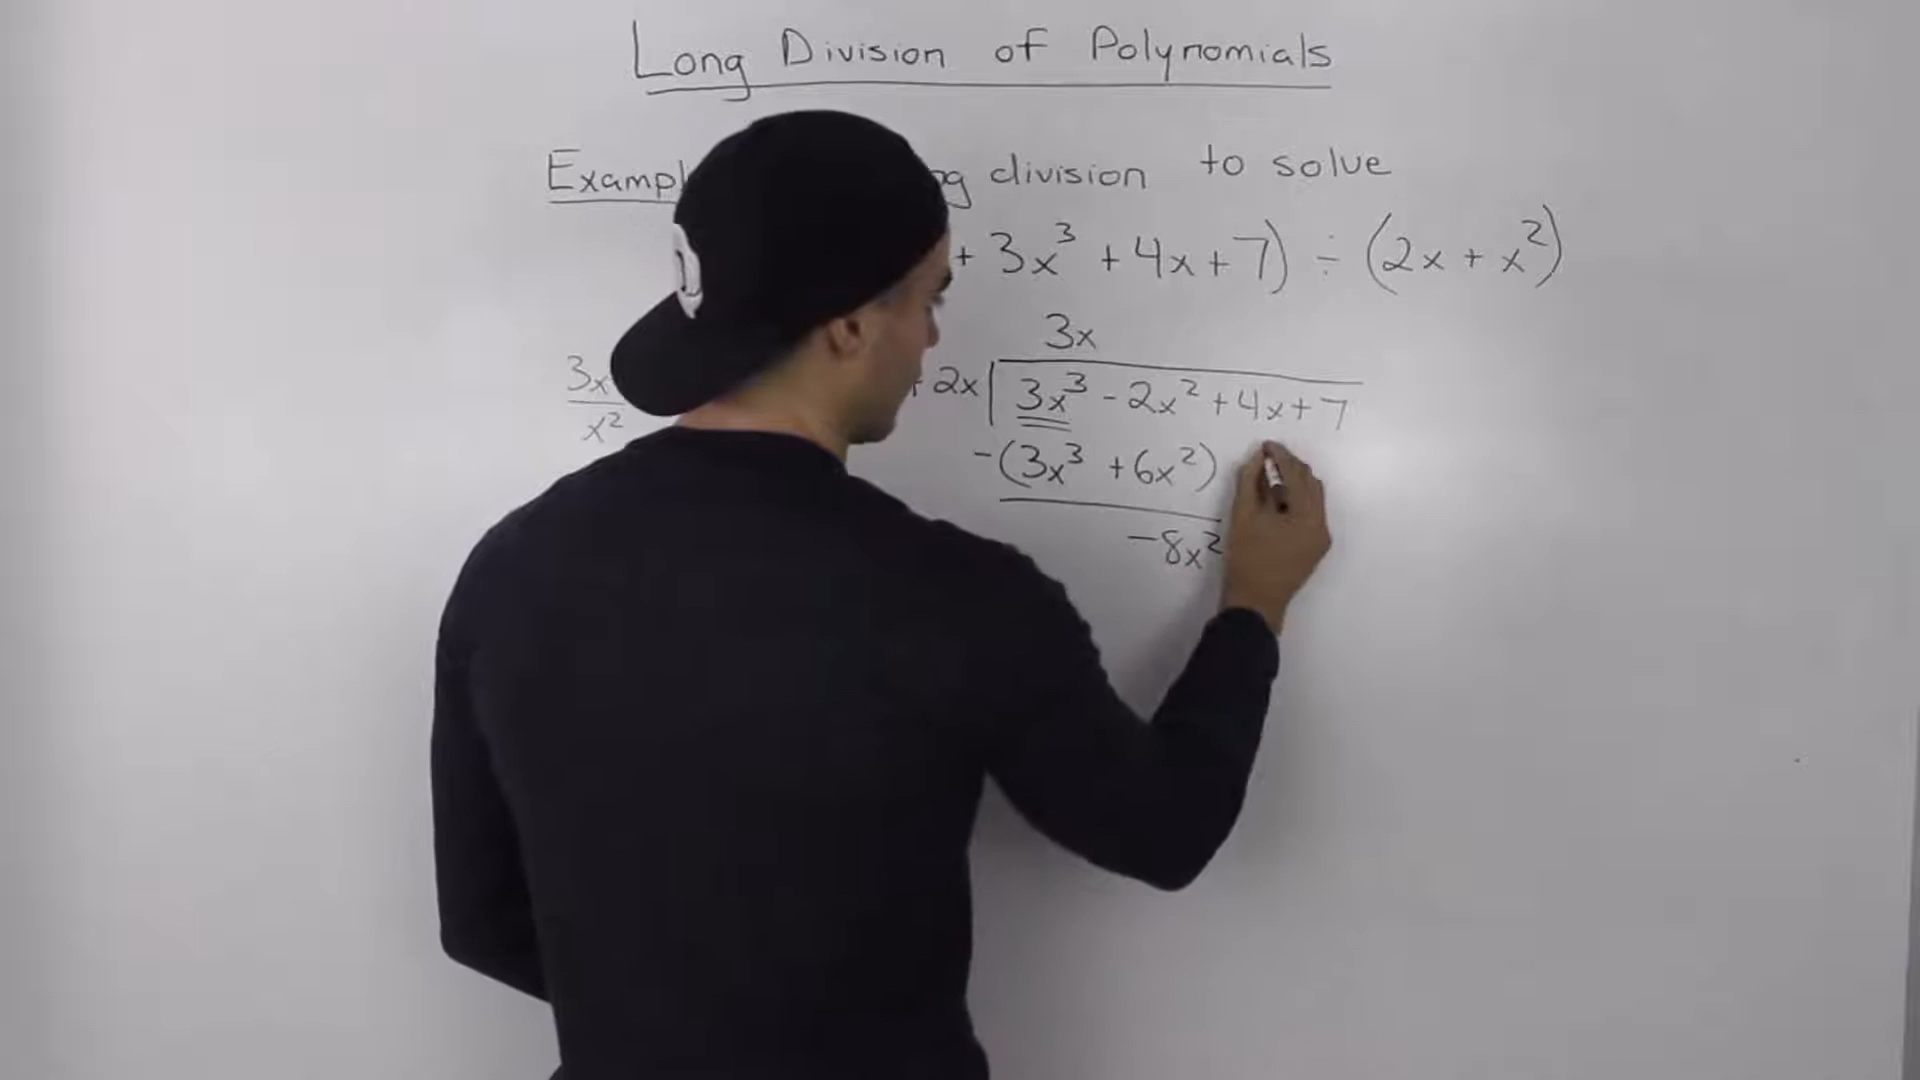 Long Division of Polynomials
division to solve
+ 3x³ + 4x + 7) ÷ (2x + x²)
3x
3x
x²
2x 3x³ - 2x² + 4x + 7
-(3x³ + 6x²)
-8x²